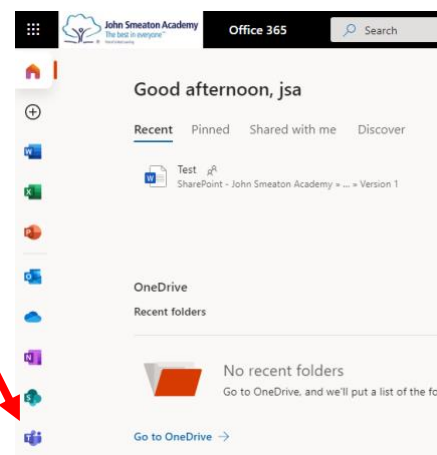 John Smeaton Academy
The best in everyone™
Office 365
Search
Good afternoon, jsa
Recent Pinned Shared with me Discover
Test
SharePoint - John Smeaton Academy » ... » Version 1
OneDrive
Recent folders
No recent folders
Go to OneDrive, and we'll put a list of the fo
Go to OneDrive →